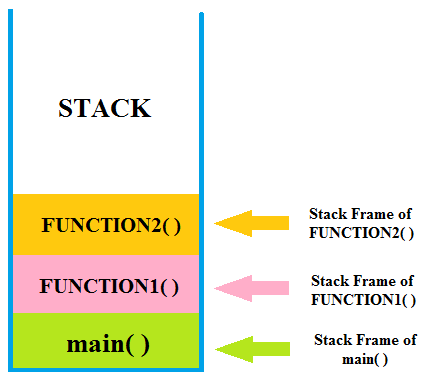 STACK
FUNCTION2( )
Stack Frame of
FUNCTION2( )
FUNCTION1( )
Stack Frame of
FUNCTION1( )
main( )
Stack Frame of
main( )